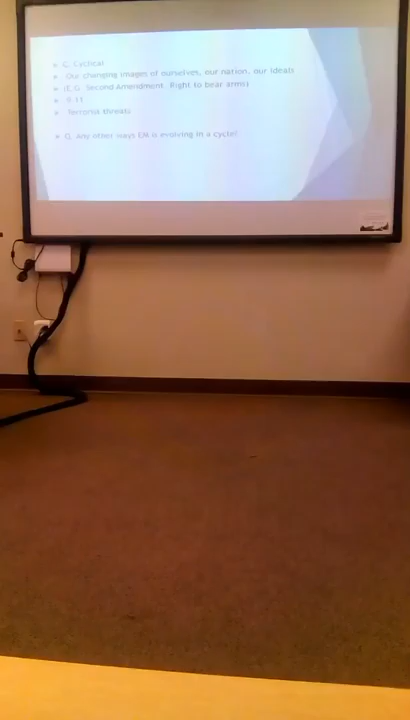 C. Cyclical
Our changing images of ourselves, our nation, our ideals
(E.G. Second Amendment Right to bear arms)
9.11
Terrorist threats
Q. Any other ways CR is evolving in a cycle?